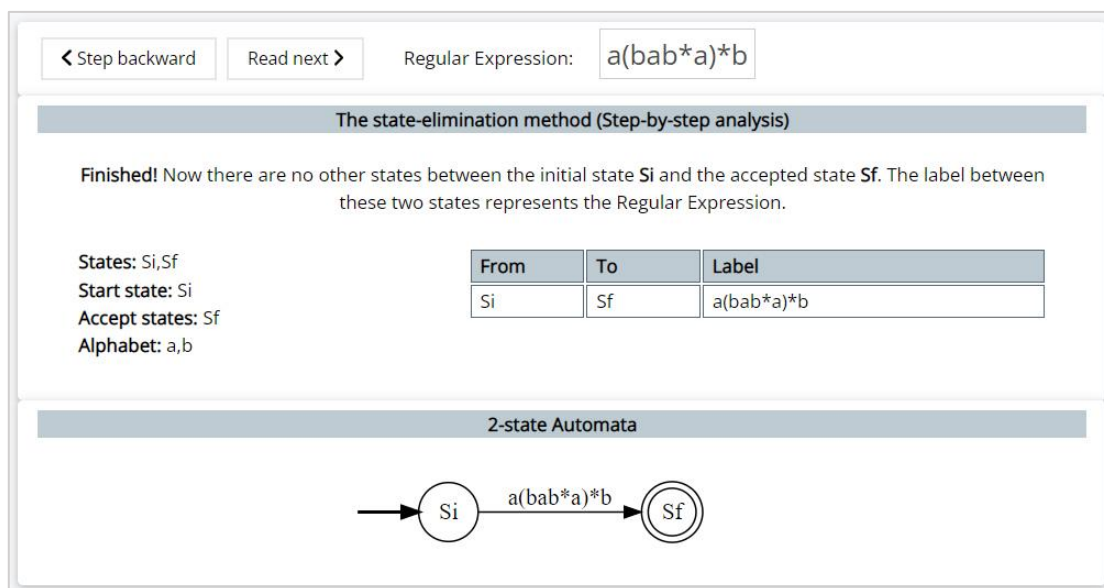 Step backward
Read next
Regular Expression:
a(bab*a)*b
The state-elimination method (Step-by-step analysis)
Finished! Now there are no other states between the initial state Si and the accepted state Sf. The label between
these two states represents the Regular Expression.
States: Si,Sf
Start state: Si
Accept states: Sf
Alphabet: a,b
From To Label
Si Sf a(bab*a)*b
2-state Automata
Si a(bab*a)*b Sf